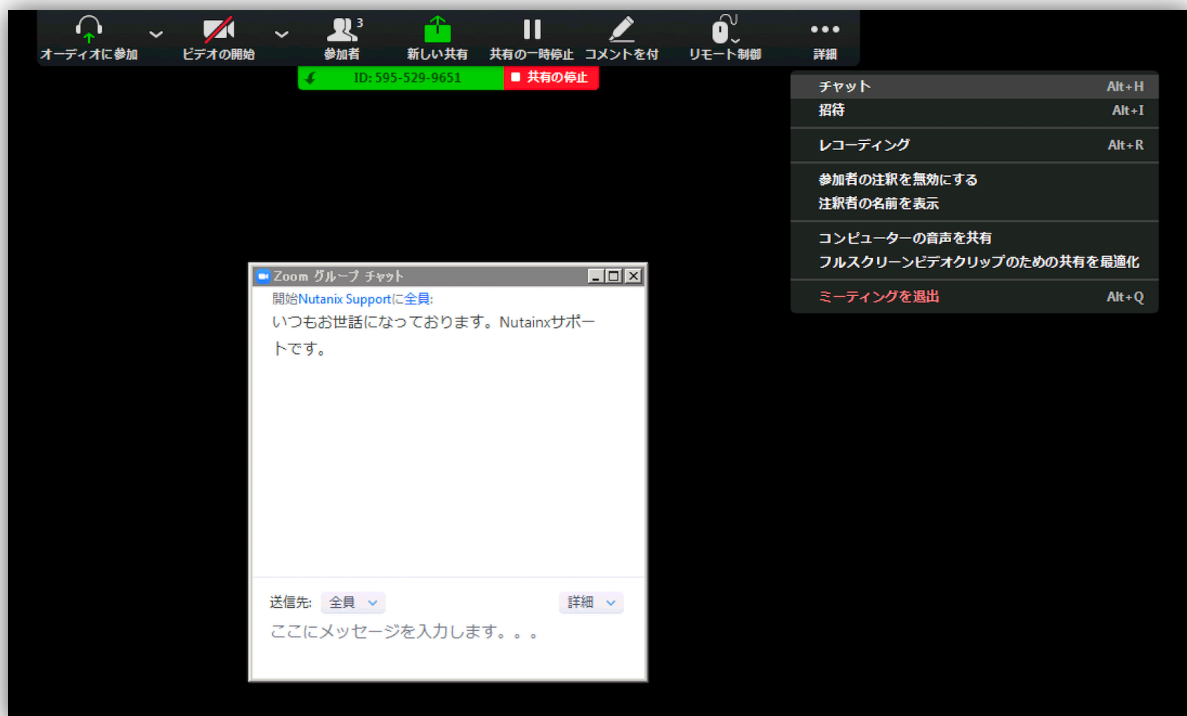 3
オーディオに参加 ビデオの開始 参加者 新しい共有 共有の一時停止 コメントを付 リモート制御 詳細
ID: 595-529-9651 共有の停止
チャット Alt+H
招待 Alt+I
レコーディング Alt+R
参加者の注釈を無効にする
注釈者の名前を表示
コンピューターの音声を共有
フルスクリーンビデオクリップのための共有を最適化
ミーティングを退出 Alt+Q
Zoom グループ チャット
開始Nutanix Supportに全員:
いつもお世話になっております。Nutainxサポー
トです。
送信先: 全員 詳細
ここにメッセージを入力します。。。